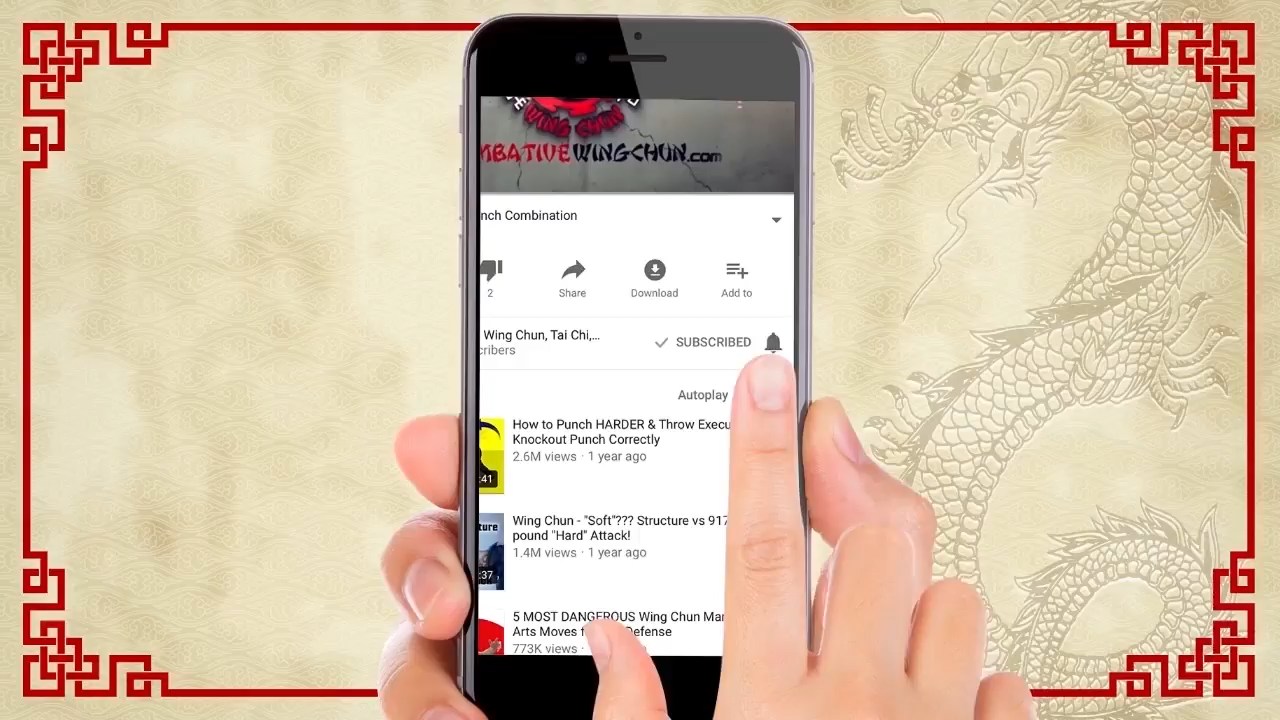 WING CHUN
MBATIVEWINGCHUN.com
nch Combination
2
Share
Download
Add to
Wing Chun, Tai Chi,...
cribers
SUBSCRIBED
Autoplay
How to Punch HARDER & Throw Execu
Knockout Punch Correctly
2.6M views · 1 year ago
:41
Wing Chun - "Soft"??? Structure vs 917
pound "Hard" Attack!
1.4M views · 1 year ago
ture
:37
5 MOST DANGEROUS Wing Chun Mar
Arts Moves f Defense
773K views ·